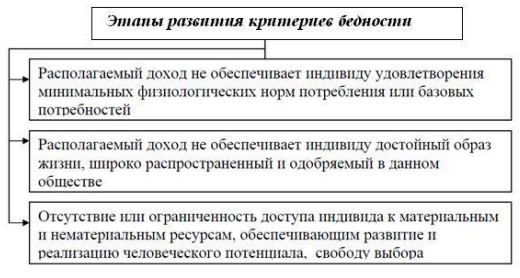 Этапы развития критериев бедности
Располагаемый доход не обеспечивает индивиду удовлетворения
минимальных физиологических норм потребления или базовых
потребностей
Располагаемый доход не обеспечивает индивиду достойный образ
жизни, широко распространенный и одобряемый в данном
обществе
Отсутствие или ограниченность доступа индивида к материальным
и нематериальным ресурсам, обеспечивающим развитие и
реализацию человеческого потенциала, свободу выбора